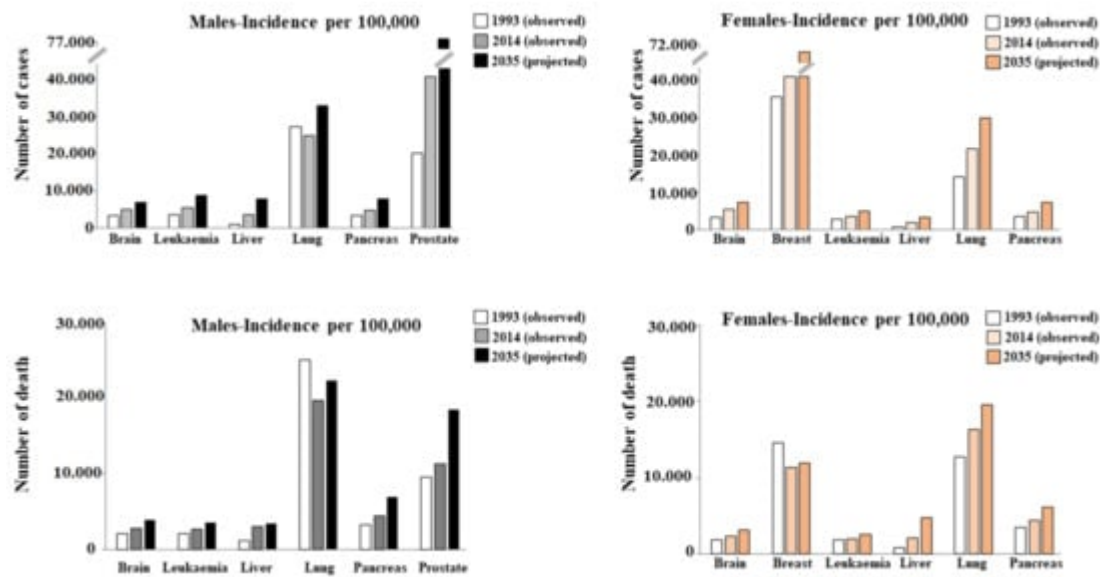 Males-Incidence per 100,000
1993 (observed)
2014 (observed)
2035 (projected)
Number of cases
77.000
40.000
30.000
20.000
10.000
0
Brain Leukaemia Liver Lung Pancreas Prostate
Females-Incidence per 100,000
1993 (observed)
2014 (observed)
2035 (projected)
Number of cases
72.000
40.000
30.000
20.000
10.000
0
Brain Breast Leukaemia Liver Lung Pancreas
Males-Incidence per 100,000
1993 (observed)
2014 (observed)
2035 (projected)
Number of death
30.000
20.000
10.000
0
Brain Leukaemia Liver Lung Pancreas Prostate
Females-Incidence per 100,000
1993 (observed)
2014 (observed)
2035 (projected)
Number of death
30.000
20.000
10.000
0
Brain Breast Leukaemia Liver Lung Pancreas